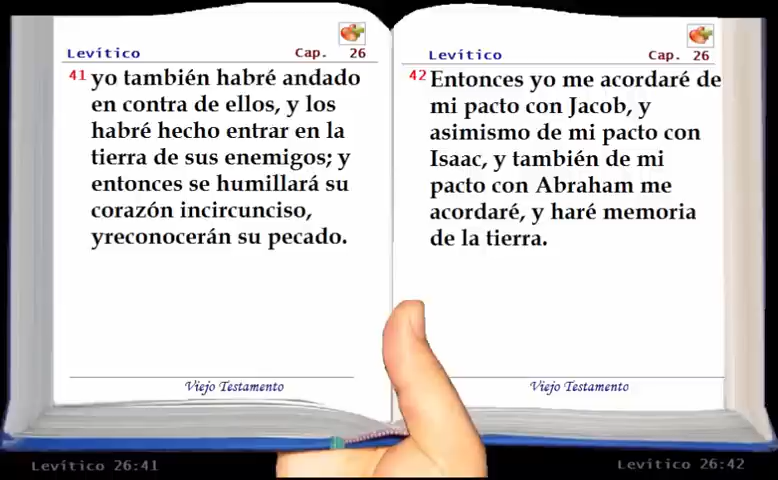 Levítico Cap. 26
41 yo también habré andado
en contra de ellos, y los
habré hecho entrar en la
tierra de sus enemigos; y
entonces se humillará su
corazón incircunciso,
yreconocerán su pecado.
Viejo Testamento
Levítico 26:41
Levítico Cap. 26
42 Entonces yo me acordaré de
mi pacto con Jacob, y
asimismo de mi pacto con
Isaac, y también de mi
pacto con Abraham me
acordaré, y haré memoria
de la tierra.
Viejo Testamento
Levítico 26:42